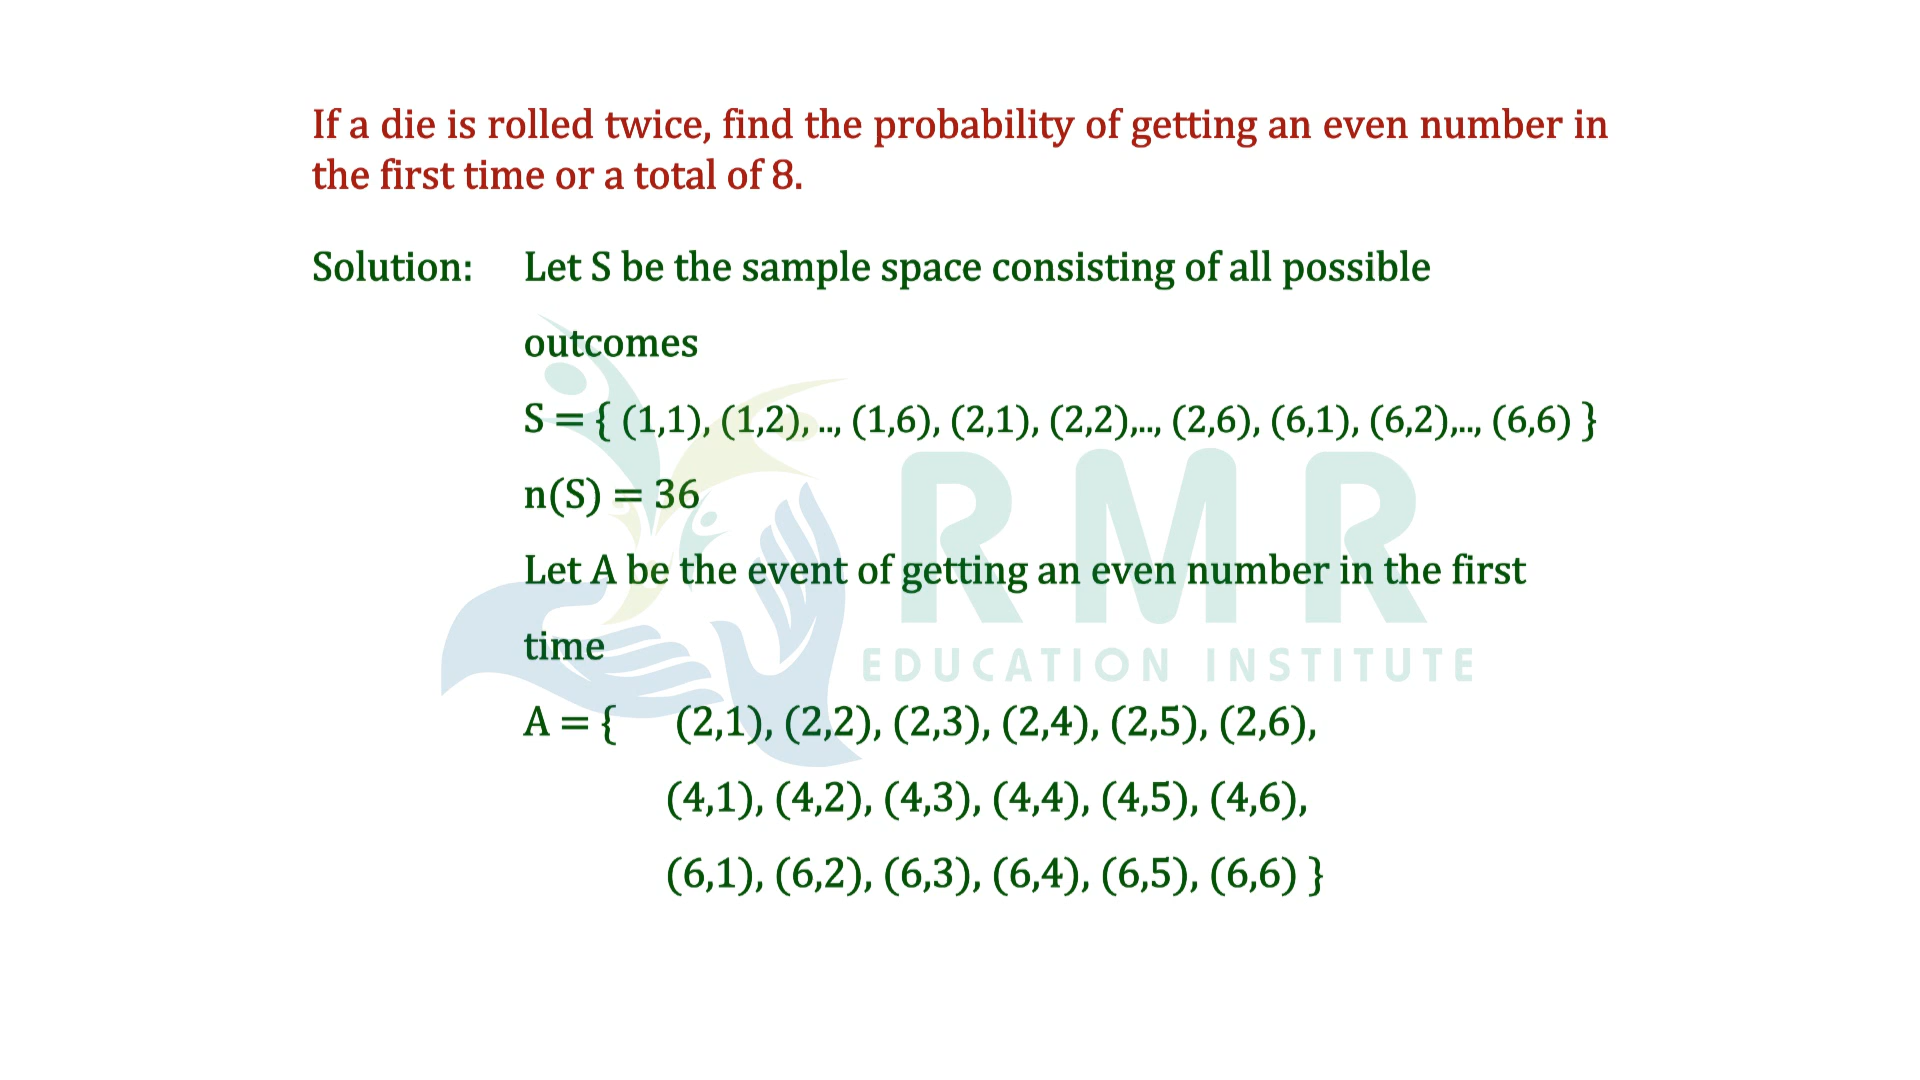 If a die is rolled twice, find the probability of getting an even number in
the first time or a total of 8.
Solution: Let S be the sample space consisting of all possible
outcomes
S = { (1,1), (1,2), .., (1,6), (2,1), (2,2),.., (2,6), (6,1), (6,2),.., (6,6) }
n(S) = 36
RMR
Let A be the event of getting an even number in the first
time
EDUCATION INSTITUTE
A = { (2,1), (2,2), (2,3), (2,4), (2,5), (2,6),
(4,1), (4,2), (4,3), (4,4), (4,5), (4,6),
(6,1), (6,2), (6,3), (6,4), (6,5), (6,6) }